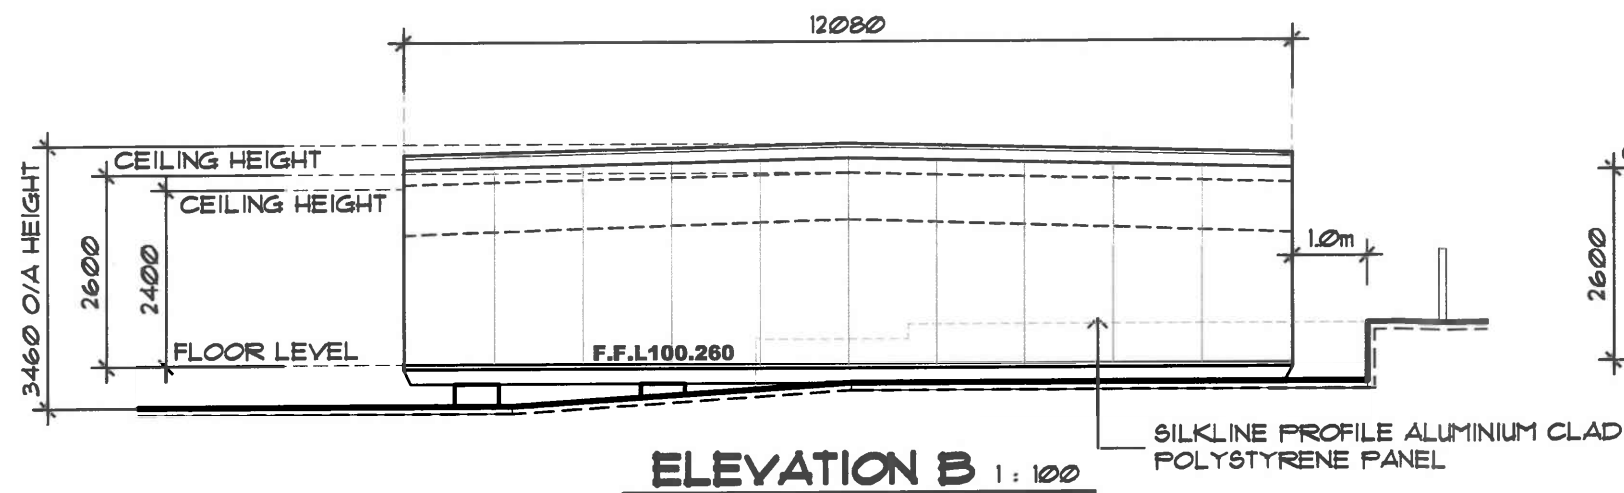 12080
CEILING HEIGHT
CEILING HEIGHT
3460 O/A HEIGHT
2600
2400
1.0m
2600
FLOOR LEVEL
F.F.L100.260
SILKLINE PROFILE ALUMINIUM CLAD
POLYSTYRENE PANEL
ELEVATION B 1 : 100